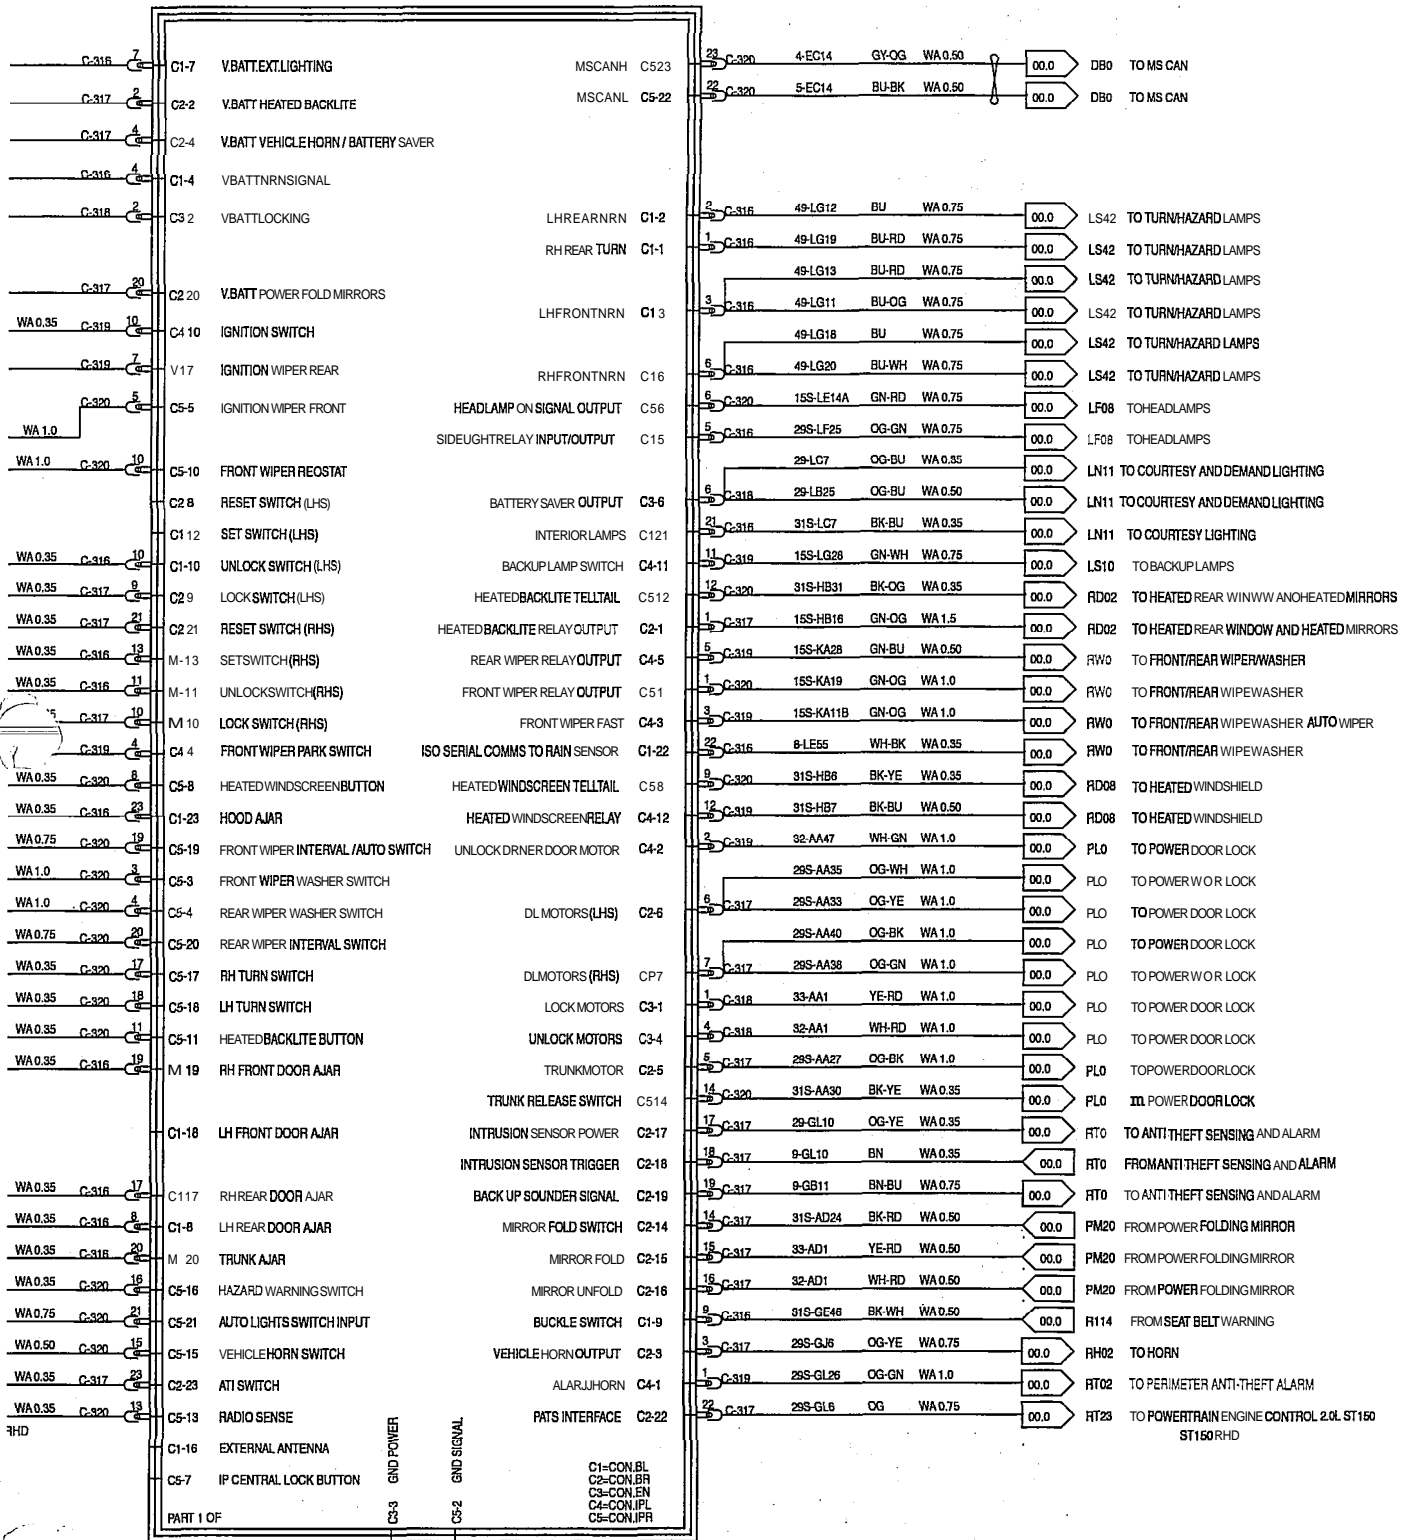 C-316 7 C1-7 V.BATT.EXT.LIGHTING
C-317 2 C2-2 V.BATT HEATED BACKLITE
C-317 4 C2-4 V.BATT VEHICLE HORN / BATTERY SAVER
C-316 4 C1-4 VBATTNRNSIGNAL
C-318 2 C3 2 VBATTLOCKING
C-317 20 C2 20 V.BATT POWER FOLD MIRRORS
WA 0.35 C-319 10 C4 10 IGNITION SWITCH
C-319 7 V17 IGNITION WIPER REAR
C-320 5 C5-5 IGNITION WIPER FRONT
WA 1.0
WA 1.0 C-320 10 C5-10 FRONT WIPER REOSTAT
C2 8 RESET SWITCH (LHS)
C1 12 SET SWITCH (LHS)
WA 0.35 C-316 10 C1-10 UNLOCK SWITCH (LHS)
WA 0.35 C-317 9 C2 9 LOCK SWITCH (LHS)
WA 0.35 C-317 21 C2 21 RESET SWITCH (RHS)
WA 0.35 C-316 13 M-13 SETSWITCH (RHS)
WA 0.35 C-316 11 M-11 UNLOCKSWITCH (RHS)
C-317 10 M 10 LOCK SWITCH (RHS)
C-319 4 C4 4 FRONT WIPER PARK SWITCH
WA 0.35 C-320 8 C5-8 HEATED WINDSCREEN BUTTON
WA 0.35 C-316 23 C1-23 HOOD AJAR
WA 0.75 C-320 19 C5-19 FRONT WIPER INTERVAL / AUTO SWITCH
WA 1.0 C-320 3 C5-3 FRONT WIPER WASHER SWITCH
WA 1.0 C-320 4 C5-4 REAR WIPER WASHER SWITCH
WA 0.75 C-320 20 C5-20 REAR WIPER INTERVAL SWITCH
WA 0.35 C-320 17 C5-17 RH TURN SWITCH
WA 0.35 C-320 18 C5-18 LH TURN SWITCH
WA 0.35 C-320 11 C5-11 HEATED BACKLITE BUTTON
WA 0.35 C-316 19 M 19 RH FRONT DOOR AJAR
C1-18 LH FRONT DOOR AJAR
WA 0.35 C-316 17 C117 RH REAR DOOR AJAR
WA 0.35 C-316 8 C1-8 LH REAR DOOR AJAR
WA 0.35 C-316 20 M 20 TRUNK AJAR
WA 0.35 C-320 16 C5-16 HAZARD WARNING SWITCH
WA 0.75 C-320 21 C5-21 AUTO LIGHTS SWITCH INPUT
WA 0.50 C-320 15 C5-15 VEHICLE HORN SWITCH
WA 0.35 C-317 23 C2-23 ATI SWITCH
WA 0.35 C-320 13 C5-13 RADIO SENSE
RHD
C1-16 EXTERNAL ANTENNA
C5-7 IP CENTRAL LOCK BUTTON
PART 1 OF
C3-3 GND POWER
C5-2 GND SIGNAL
MSCANH C523 23 C-320 4-EC14 GY-OG WA 0.50 00.0 DB0 TO MS CAN
MSCANL C5-22 22 C-320 5-EC14 BU-BK WA 0.50 00.0 DB0 TO MS CAN
LHREARNRN C1-2 2 C-316 49-LG12 BU WA 0.75 00.0 LS42 TO TURN/HAZARD LAMPS
RH REAR TURN C1-1 1 C-316 49-LG19 BU-RD WA 0.75 00.0 LS42 TO TURN/HAZARD LAMPS
49-LG13 BU-RD WA 0.75 00.0 LS42 TO TURN/HAZARD LAMPS
LHFRONTNRN C1 3 3 C-316 49-LG11 BU-OG WA 0.75 00.0 LS42 TO TURN/HAZARD LAMPS
49-LG18 BU WA 0.75 00.0 LS42 TO TURN/HAZARD LAMPS
RHFRONTNRN C16 6 C-316 49-LG20 BU-WH WA 0.75 00.0 LS42 TO TURN/HAZARD LAMPS
HEADLAMP ON SIGNAL OUTPUT C56 6 C-320 15S-LE14A GN-RD WA 0.75 00.0 LF08 TOHEADLAMPS
SIDEUGHTRELAY INPUT/OUTPUT C15 5 C-316 29S-LF25 OG-GN WA 0.75 00.0 LF08 TOHEADLAMPS
29-LC7 OG-BU WA 0.35 00.0 LN11 TO COURTESY AND DEMAND LIGHTING
BATTERY SAVER OUTPUT C3-6 6 C-318 29-LB25 OG-BU WA 0.50 00.0 LN11 TO COURTESY AND DEMAND LIGHTING
INTERIOR LAMPS C121 21 C-316 31S-LC7 BK-BU WA 0.35 00.0 LN11 TO COURTESY LIGHTING
BACKUP LAMP SWITCH C4-11 11 C-319 15S-LG28 GN-WH WA 0.75 00.0 LS10 TO BACKUP LAMPS
HEATED BACKLITE TELLTAIL C512 12 C-320 31S-HB31 BK-OG WA 0.35 00.0 RD02 TO HEATED REAR WINWW ANOHEATED MIRRORS
HEATED BACKLITE RELAY OUTPUT C2-1 1 C-317 15S-HB16 GN-OG WA 1.5 00.0 RD02 TO HEATED REAR WINDOW AND HEATED MIRRORS
REAR WIPER RELAY OUTPUT C4-5 5 C-319 15S-KA28 GN-BU WA 0.50 00.0 RW0 TO FRONT/REAR WIPER/WASHER
FRONT WIPER RELAY OUTPUT C51 1 C-320 15S-KA19 GN-OG WA 1.0 00.0 RW0 TO FRONT/REAR WIPEWASHER
FRONT WIPER FAST C4-3 3 C-319 15S-KA11B GN-OG WA 1.0 00.0 RW0 TO FRONT/REAR WIPEWASHER AUTO WIPER
ISO SERIAL COMMS TO RAIN SENSOR C1-22 22 C-316 8-LE55 WH-BK WA 0.35 00.0 RW0 TO FRONT/REAR WIPEWASHER
HEATED WINDSCREEN TELLTAIL C58 9 C-320 31S-HB6 BK-YE WA 0.35 00.0 RD08 TO HEATED WINDSHIELD
HEATED WINDSCREEN RELAY C4-12 12 C-319 31S-HB7 BK-BU WA 0.50 00.0 RD08 TO HEATED WINDSHIELD
UNLOCK DRNER DOOR MOTOR C4-2 2 C-319 32-AA47 WH-GN WA 1.0 00.0 PL0 TO POWER DOOR LOCK
29S-AA35 OG-WH WA 1.0 00.0 PLO TO POWER W O R LOCK
DL MOTORS (LHS) C2-6 6 C-317 29S-AA33 OG-YE WA 1.0 00.0 PLO TO POWER DOOR LOCK
29S-AA40 OG-BK WA 1.0 00.0 PLO TO POWER DOOR LOCK
DLMOTORS (RHS) CP7 7 C-317 29S-AA38 OG-GN WA 1.0 00.0 PLO TO POWER W O R LOCK
LOCK MOTORS C3-1 1 C-318 33-AA1 YE-RD WA 1.0 00.0 PLO TO POWER DOOR LOCK
UNLOCK MOTORS C3-4 4 C-318 32-AA1 WH-RD WA 1.0 00.0 PLO TO POWER DOOR LOCK
TRUNKMOTOR C2-5 5 C-317 29S-AA27 OG-BK WA 1.0 00.0 PL0 TOPOWERDOORLOCK
TRUNK RELEASE SWITCH C514 14 C-320 31S-AA30 BK-YE WA 0.35 00.0 PL0 m POWER DOOR LOCK
INTRUSION SENSOR POWER C2-17 17 C-317 29-GL10 OG-YE WA 0.35 00.0 RT0 TO ANTI THEFT SENSING AND ALARM
INTRUSION SENSOR TRIGGER C2-18 18 C-317 9-GL10 BN WA 0.35 00.0 RT0 FROM ANTI THEFT SENSING AND ALARM
BACK UP SOUNDER SIGNAL C2-19 19 C-317 9-GB11 BN-BU WA 0.75 00.0 RT0 TO ANTI THEFT SENSING AND ALARM
MIRROR FOLD SWITCH C2-14 14 C-317 31S-AD24 BK-RD WA 0.50 00.0 PM20 FROM POWER FOLDING MIRROR
MIRROR FOLD C2-15 15 C-317 33-AD1 YE-RD WA 0.50 00.0 PM20 FROM POWER FOLDING MIRROR
MIRROR UNFOLD C2-16 16 C-317 32-AD1 WH-RD WA 0.50 00.0 PM20 FROM POWER FOLDING MIRROR
BUCKLE SWITCH C1-9 9 C-316 31S-GE46 BK-WH WA 0.50 00.0 R114 FROM SEAT BELT WARNING
VEHICLE HORN OUTPUT C2-3 3 C-317 29S-GJ6 OG-YE WA 0.75 00.0 RH02 TO HORN
ALARJJHORN C4-1 1 C-319 29S-GL26 OG-GN WA 1.0 00.0 RT02 TO PERIMETER ANTI-THEFT ALARM
PATS INTERFACE C2-22 22 C-317 29S-GL6 OG WA 0.75 00.0 RT23 TO POWERTRAIN ENGINE CONTROL 2.0L ST150
ST150 RHD
C1=CON.BL
C2=CON.BR
C3=CON.EN
C4=CON.IPL
C5=CON.IPR